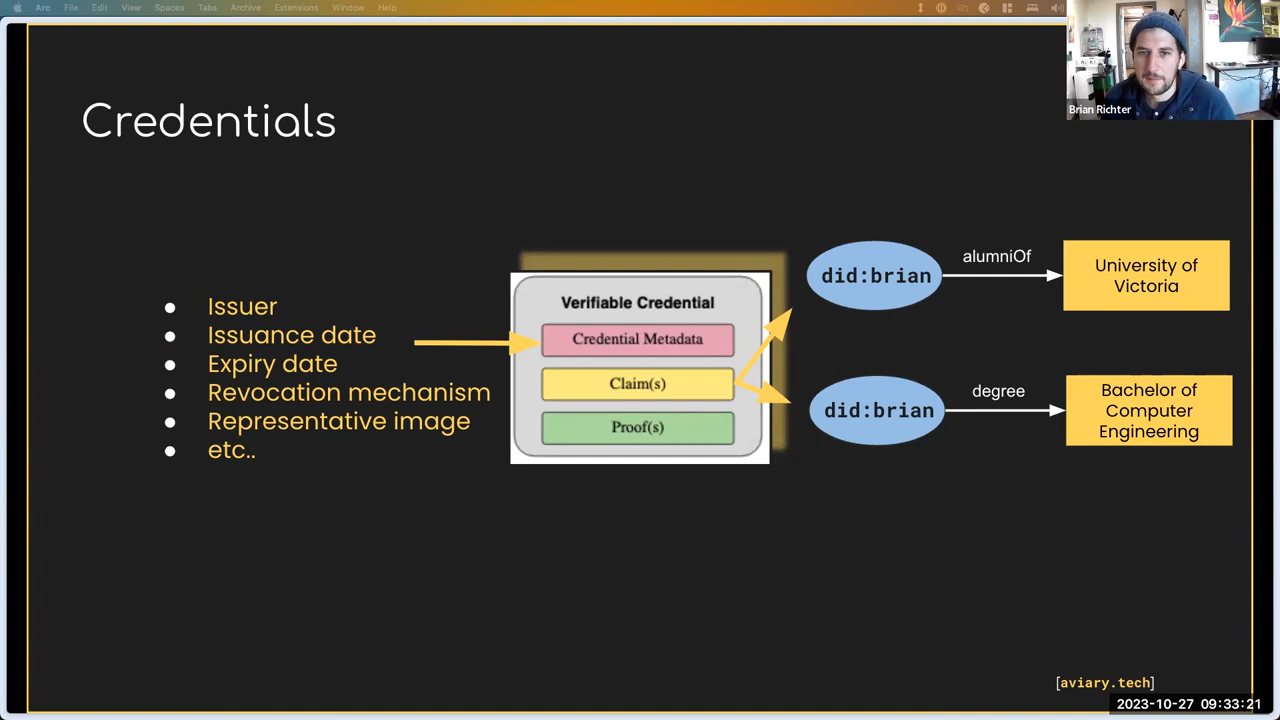 Arc File Edit View Spaces Tabs Archive Extensions Window Help
Brian Richter
Credentials
Issuer
Issuance date
Expiry date
Revocation mechanism
Representative image
etc..
Verifiable Credential
Credential Metadata
Claim(s)
Proof(s)
did:brian
alumniOf
University of
Victoria
did:brian
degree
Bachelor of
Computer
Engineering
[aviary.tech]
2023-10-27 09:33:21